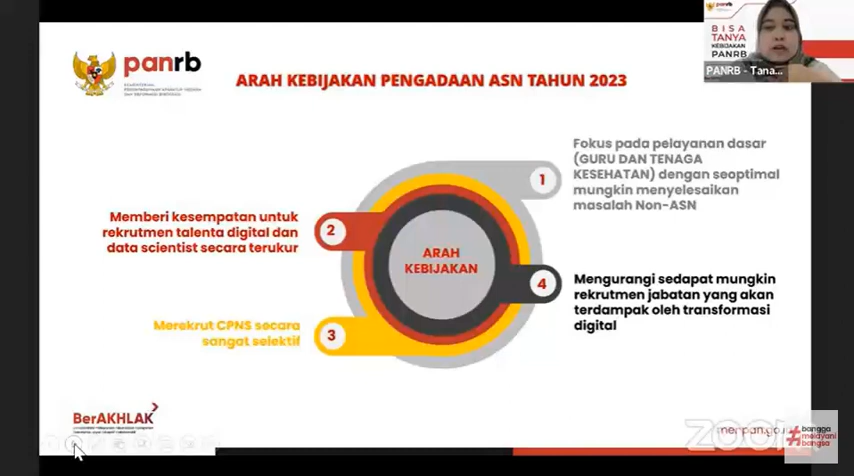 panrb
BISA
TANYA
KEBIJAKAN
PANRB
PANRB - Tana...
panrb
ARAH KEBIJAKAN PENGADAAN ASN TAHUN 2023
1
Fokus pada pelayanan dasar
(GURU DAN TENAGA
KESEHATAN) dengan seoptimal
mungkin menyelesaikan
masalah Non-ASN
Memberi kesempatan untuk
rekrutmen talenta digital dan
data scientist secara terukur
2
ARAH
KEBIJAKAN
4
Mengurangi sedapat mungkin
rekrutmen jabatan yang akan
terdampak oleh transformasi
digital
Merekrut CPNS secara
sangat selektif
3
BerAKHLAK
zoom
menpan.go
#bangga
melayani
bangsa